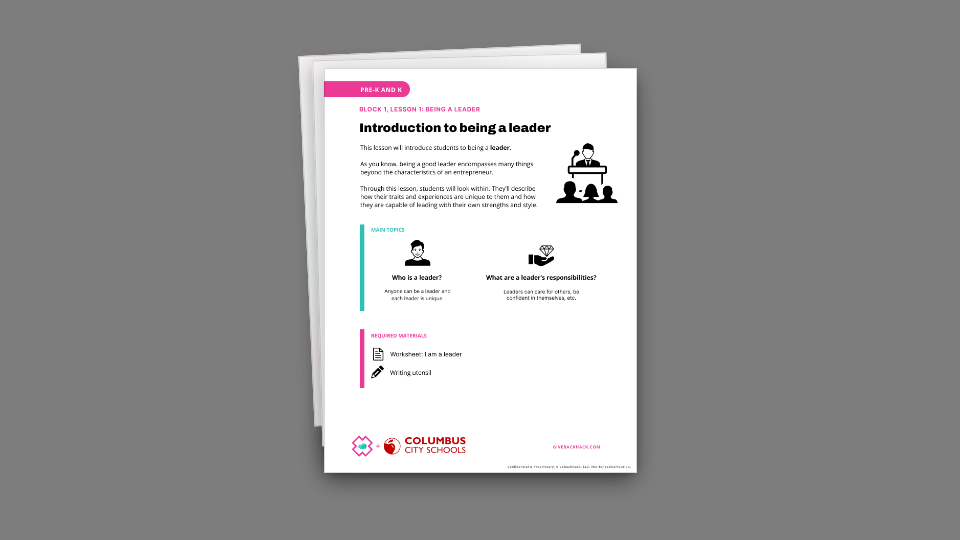 PRE-K AND K
BLOCK 1, LESSON 1: BEING A LEADER
Introduction to being a leader
This lesson will introduce students to being a leader.
As you know, being a good leader encompasses many things
beyond the characteristics of an entrepreneur.
Through this lesson, students will look within. They'll describe
how their traits and experiences are unique to them and how
they are capable of leading with their own strengths and style.
MAIN TOPICS
Who is a leader?
Anyone can be a leader and
each leader is unique
What are a leader's responsibilities?
Leaders can care for others, be
confident in themselves, etc.
REQUIRED MATERIALS
Worksheet: I am a leader
Writing utensil
+
COLUMBUS
CITY SCHOOLS
GIVEBACKHACK.COM
Confidential & Proprietary.